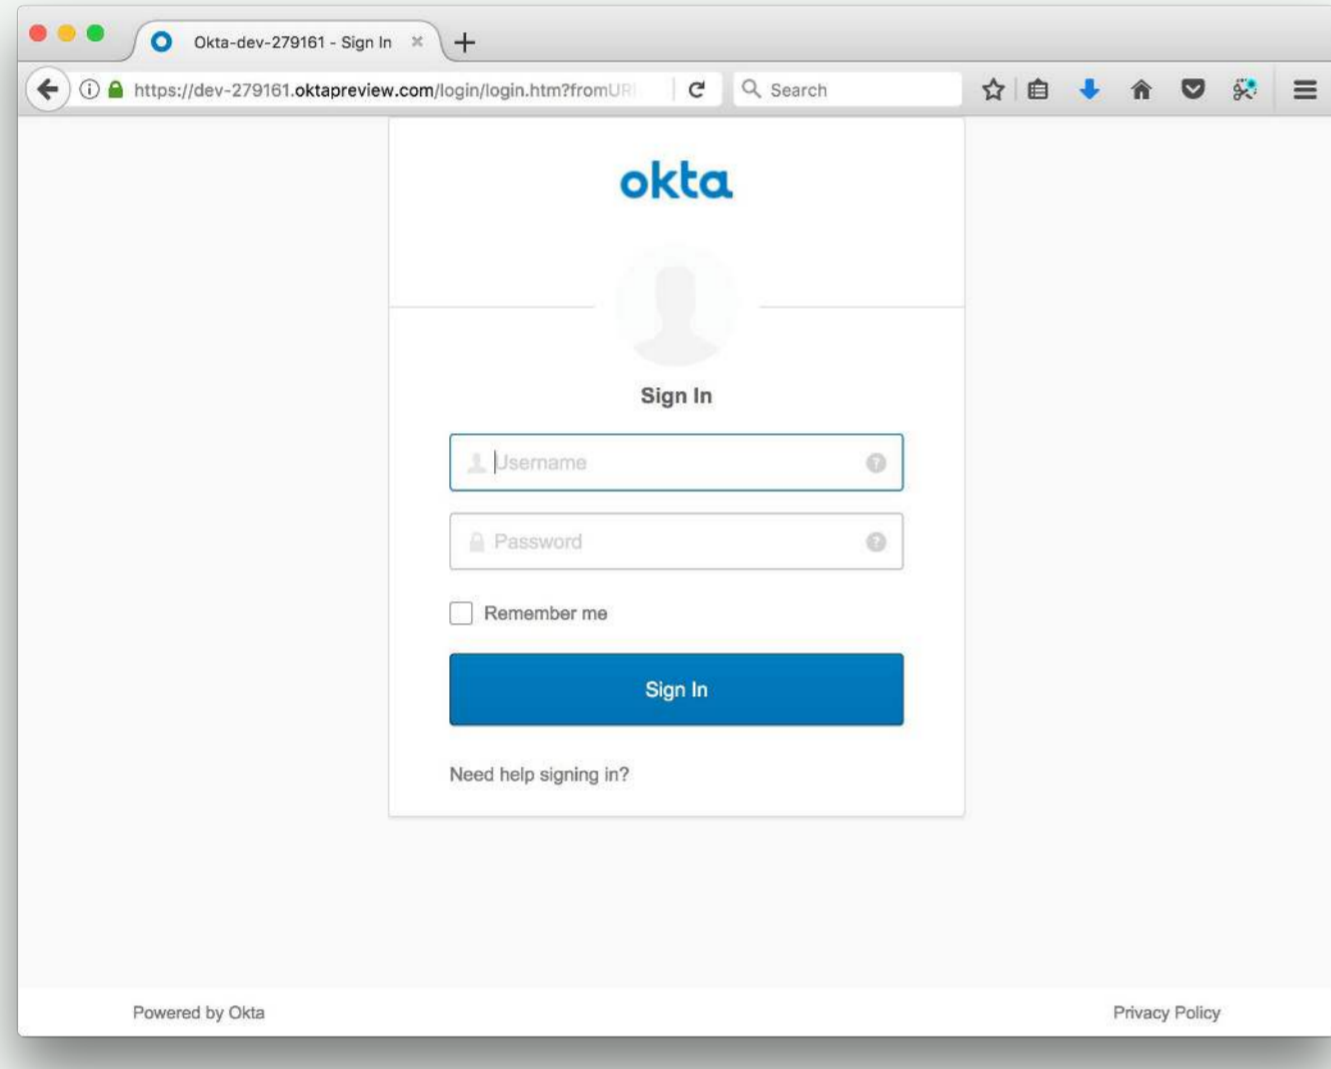 Okta-dev-279161 - Sign In
https://dev-279161.oktapreview.com/login/login.htm?fromURI
Search
okta
Sign In
Username
Password
Remember me
Sign In
Need help signing in?
Powered by Okta
Privacy Policy